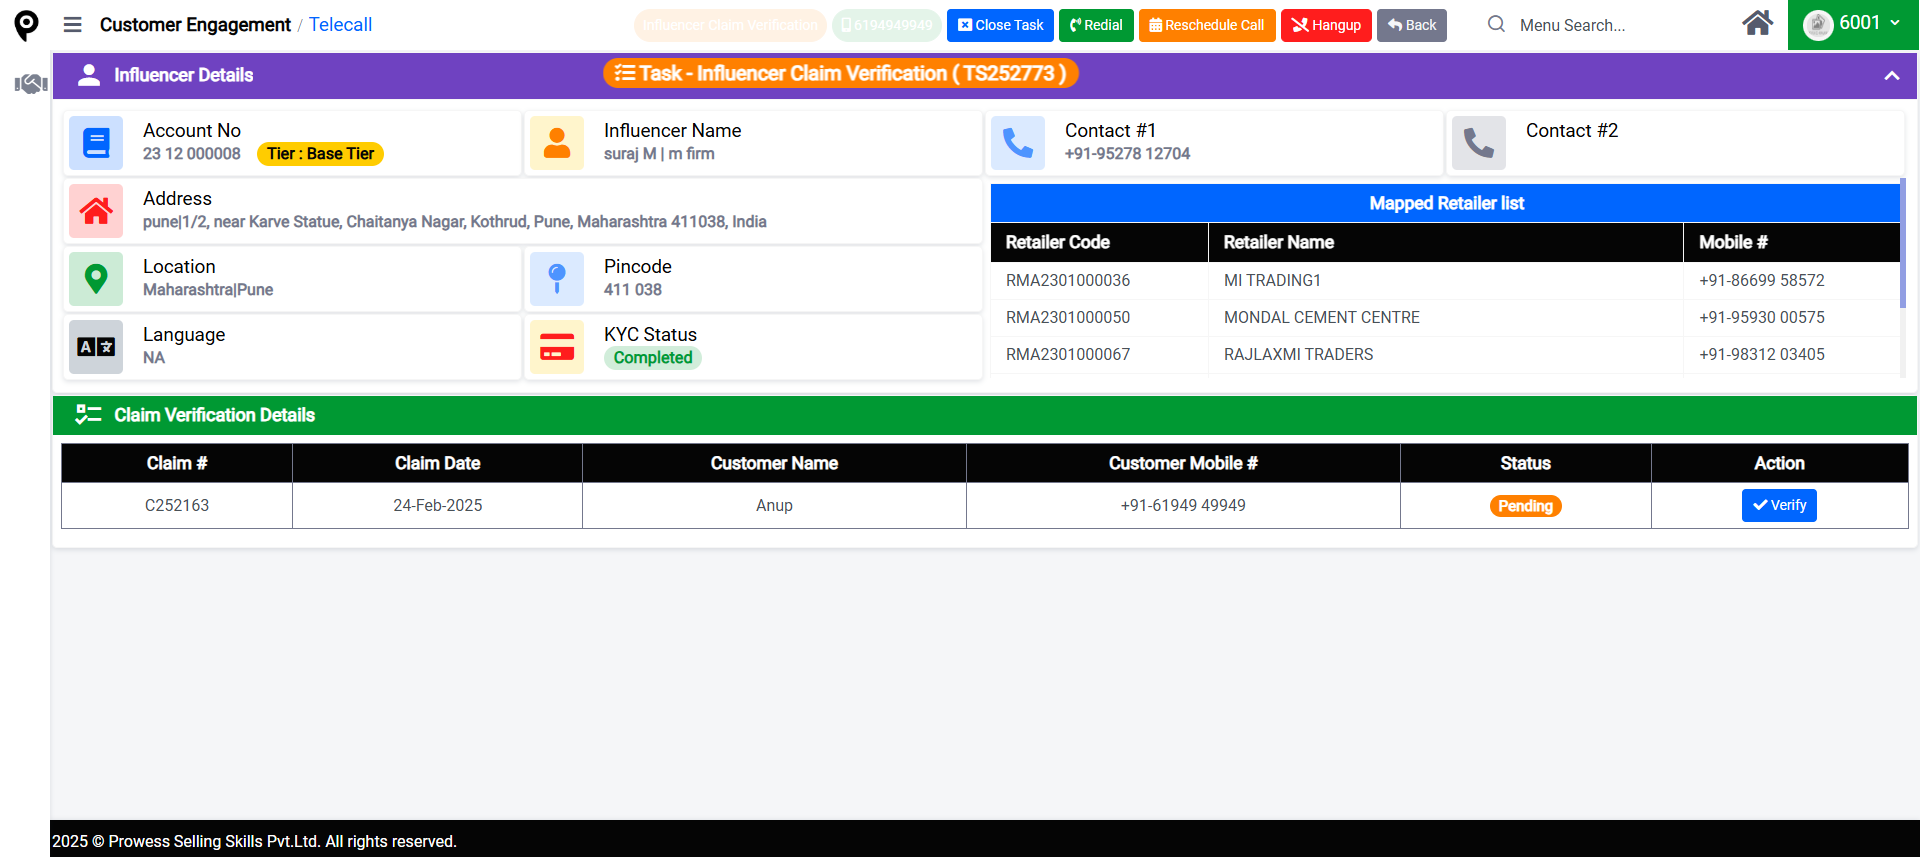 Customer Engagement / Telecall
Influencer Claim Verification
6194949949
Close Task
Redial
Reschedule Call
Hangup
Back
Menu Search...
6001
Influencer Details
Task - Influencer Claim Verification ( TS252773 )
Account No
23 12 000008 Tier : Base Tier
Influencer Name
suraj M | m firm
Contact #1
+91-95278 12704
Contact #2
Address
pune|1/2, near Karve Statue, Chaitanya Nagar, Kothrud, Pune, Maharashtra 411038, India
Location
Maharashtra|Pune
Pincode
411 038
Language
NA
KYC Status
Completed
Mapped Retailer list
Retailer Code Retailer Name Mobile #
RMA2301000036 MI TRADING1 +91-86699 58572
RMA2301000050 MONDAL CEMENT CENTRE +91-95930 00575
RMA2301000067 RAJLAXMI TRADERS +91-98312 03405
Claim Verification Details
Claim # Claim Date Customer Name Customer Mobile # Status Action
C252163 24-Feb-2025 Anup +91-61949 49949 Pending Verify
2025 © Prowess Selling Skills Pvt.Ltd. All rights reserved.